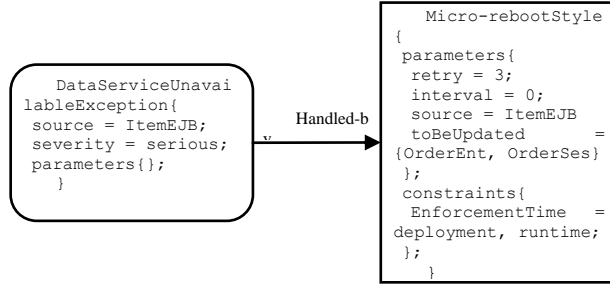 DataServiceUnavai
lableException{
source = ItemEJB;
severity = serious;
parameters{};
}
Handled-b
y
Micro-rebootStyle
{
parameters{
retry = 3;
interval = 0;
source = ItemEJB
toBeUpdated =
{OrderEnt, OrderSes}
};
constraints{
EnforcementTime =
deployment, runtime;
};
}